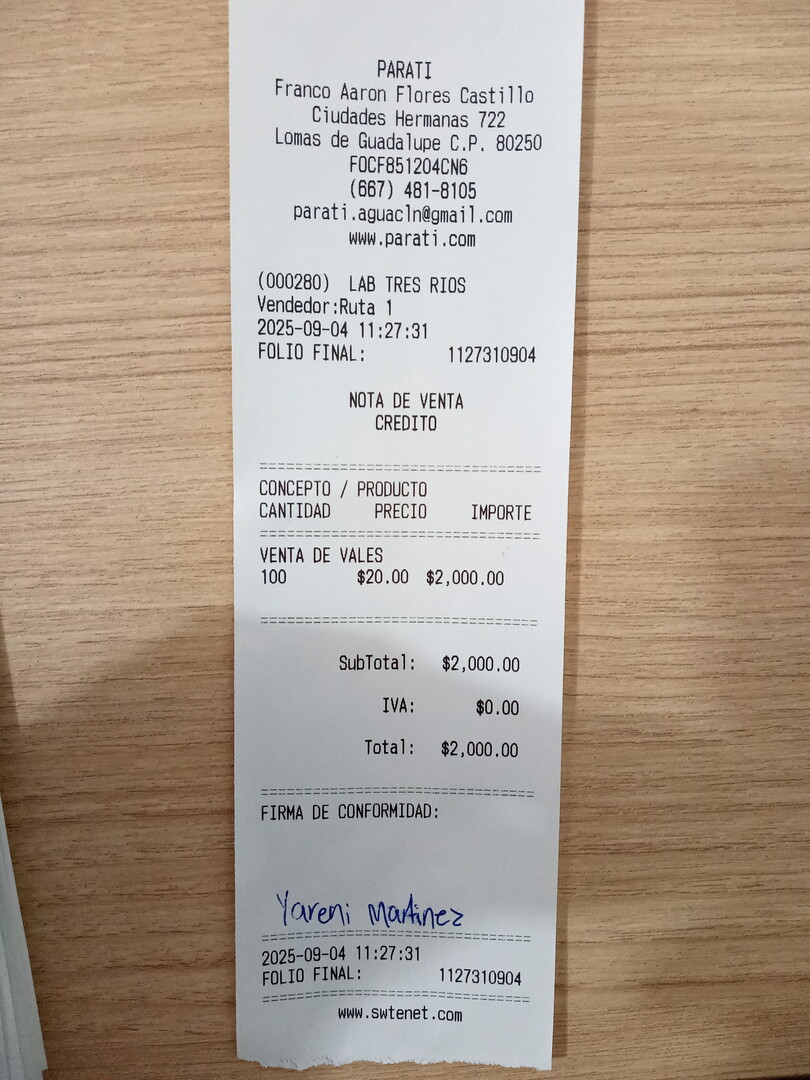 PARATI
Franco Aaron Flores Castillo
Ciudades Hermanas 722
Lomas de Guadalupe C.P. 80250
FOCF851204CN6
(667) 481-8105
parati.aguacln@gmail.com
www.parati.com
(000280) LAB TRES RIOS
Vendedor:Ruta 1
2025-09-04 11:27:31
FOLIO FINAL: 1127310904
NOTA DE VENTA
CREDITO
CONCEPTO / PRODUCTO
CANTIDAD PRECIO IMPORTE
VENTA DE VALES
100 $20.00 $2,000.00
SubTotal: $2,000.00
IVA: $0.00
Total: $2,000.00
FIRMA DE CONFORMIDAD:
Yareni Martinez
2025-09-04 11:27:31
FOLIO FINAL: 1127310904
www.swtenet.com